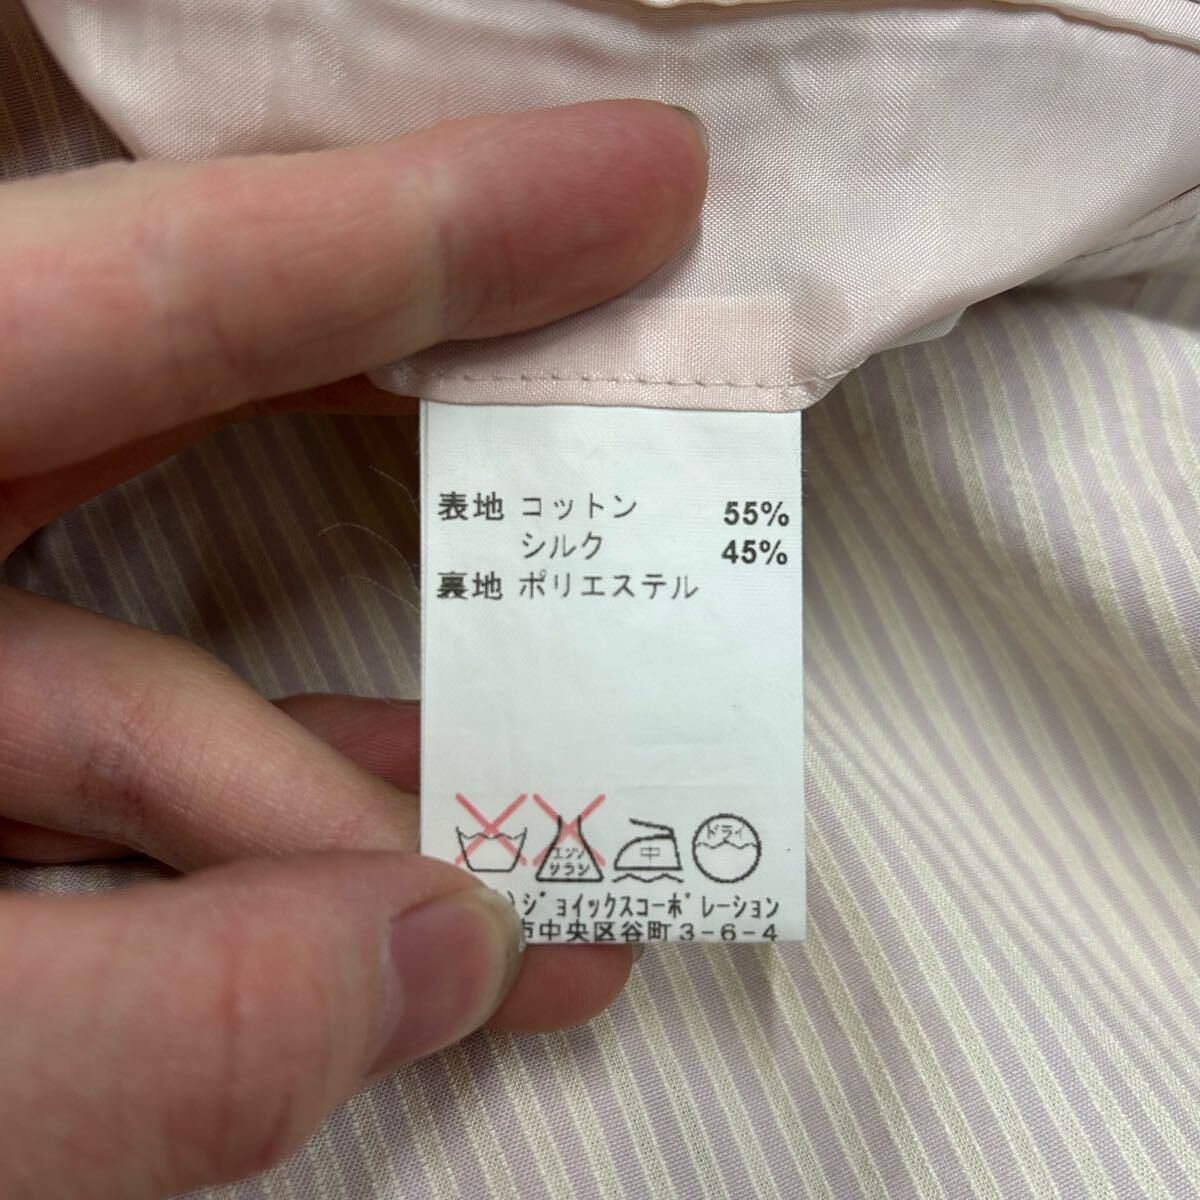 表地 コットン 55%
シルク 45%
裏地 ポリエステル
エンソ サラシ
中
ドライ
ジョイックスコーポレーション
市中央区谷町3-6-4